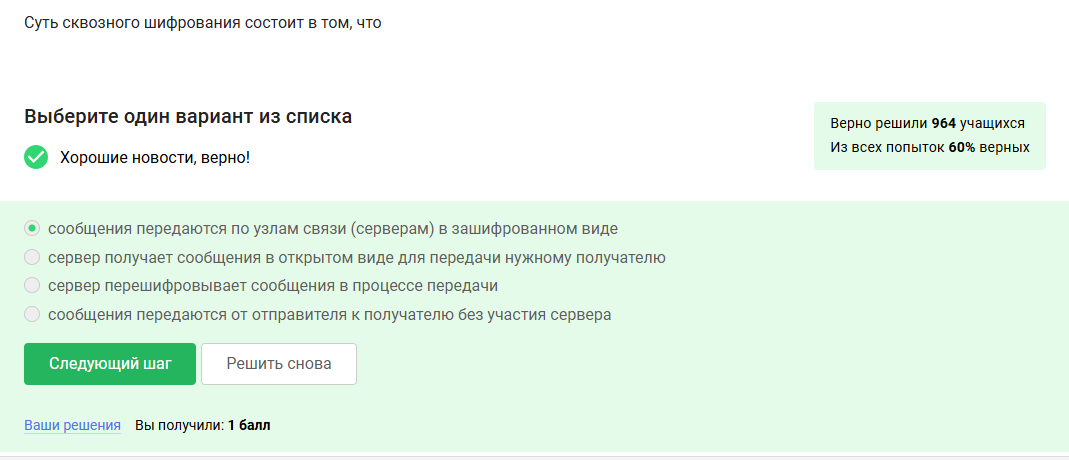 Суть сквозного шифрования состоит в том, что
Выберите один вариант из списка
Хорошие новости, верно!
Верно решили 964 учащихся
Из всех попыток 60% верных
сообщения передаются по узлам связи (серверам) в зашифрованном виде
сервер получает сообщения в открытом виде для передачи нужному получателю
сервер перешифровывает сообщения в процессе передачи
сообщения передаются от отправителя к получателю без участия сервера
Следующий шаг
Решить снова
Ваши решения Вы получили: 1 балл